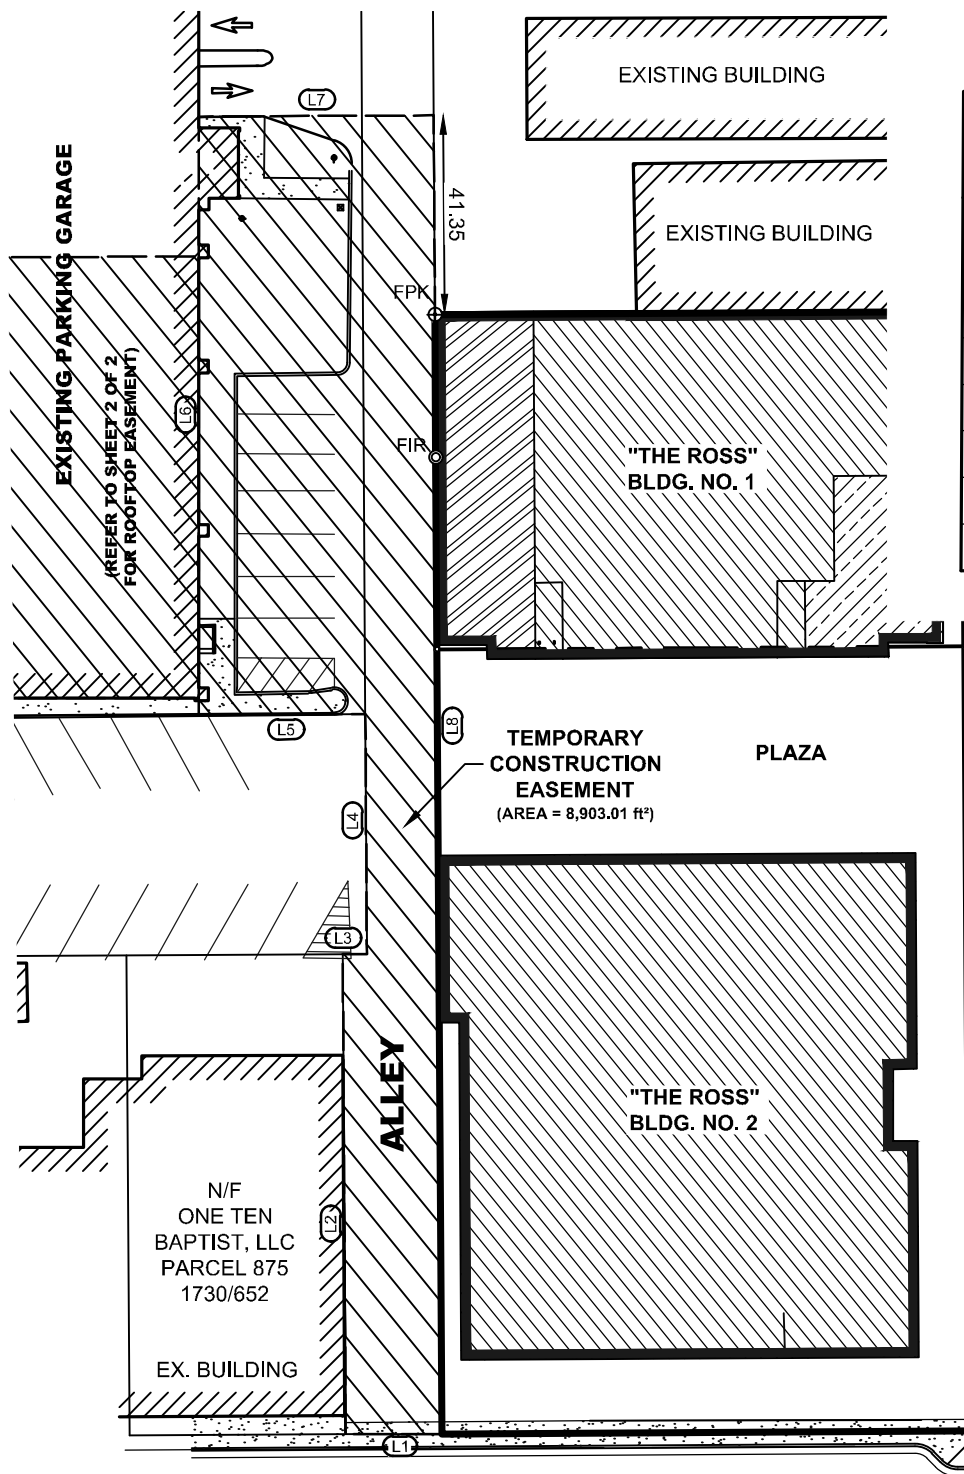 L7
EXISTING BUILDING
EXISTING PARKING GARAGE
41.35
EXISTING BUILDING
FPK
(REFER TO SHEET 2 OF 2
FOR ROOFTOP EASEMENT)
L6
FIR
"THE ROSS"
BLDG. NO. 1
L5
L8
TEMPORARY
CONSTRUCTION
EASEMENT
(AREA = 8,903.01 ft²)
PLAZA
L4
L3
ALLEY
"THE ROSS"
BLDG. NO. 2
N/F
ONE TEN
BAPTIST, LLC
PARCEL 875
1730/652
L2
EX. BUILDING
L1